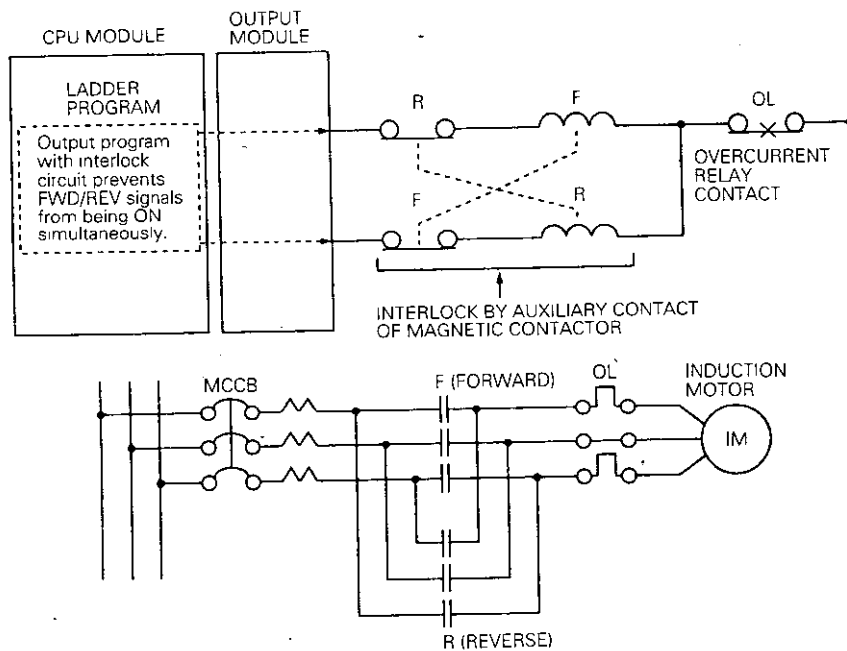 CPU MODULE
OUTPUT
MODULE
LADDER
PROGRAM
Output program
with interlock
circuit prevents
FWD/REV signals
from being ON
simultaneously.
R
F
OL
OVERCURRENT
RELAY
CONTACT
F
R
INTERLOCK BY AUXILIARY CONTACT
OF MAGNETIC CONTACTOR
MCCB
F (FORWARD)
OL
INDUCTION
MOTOR
IM
R (REVERSE)